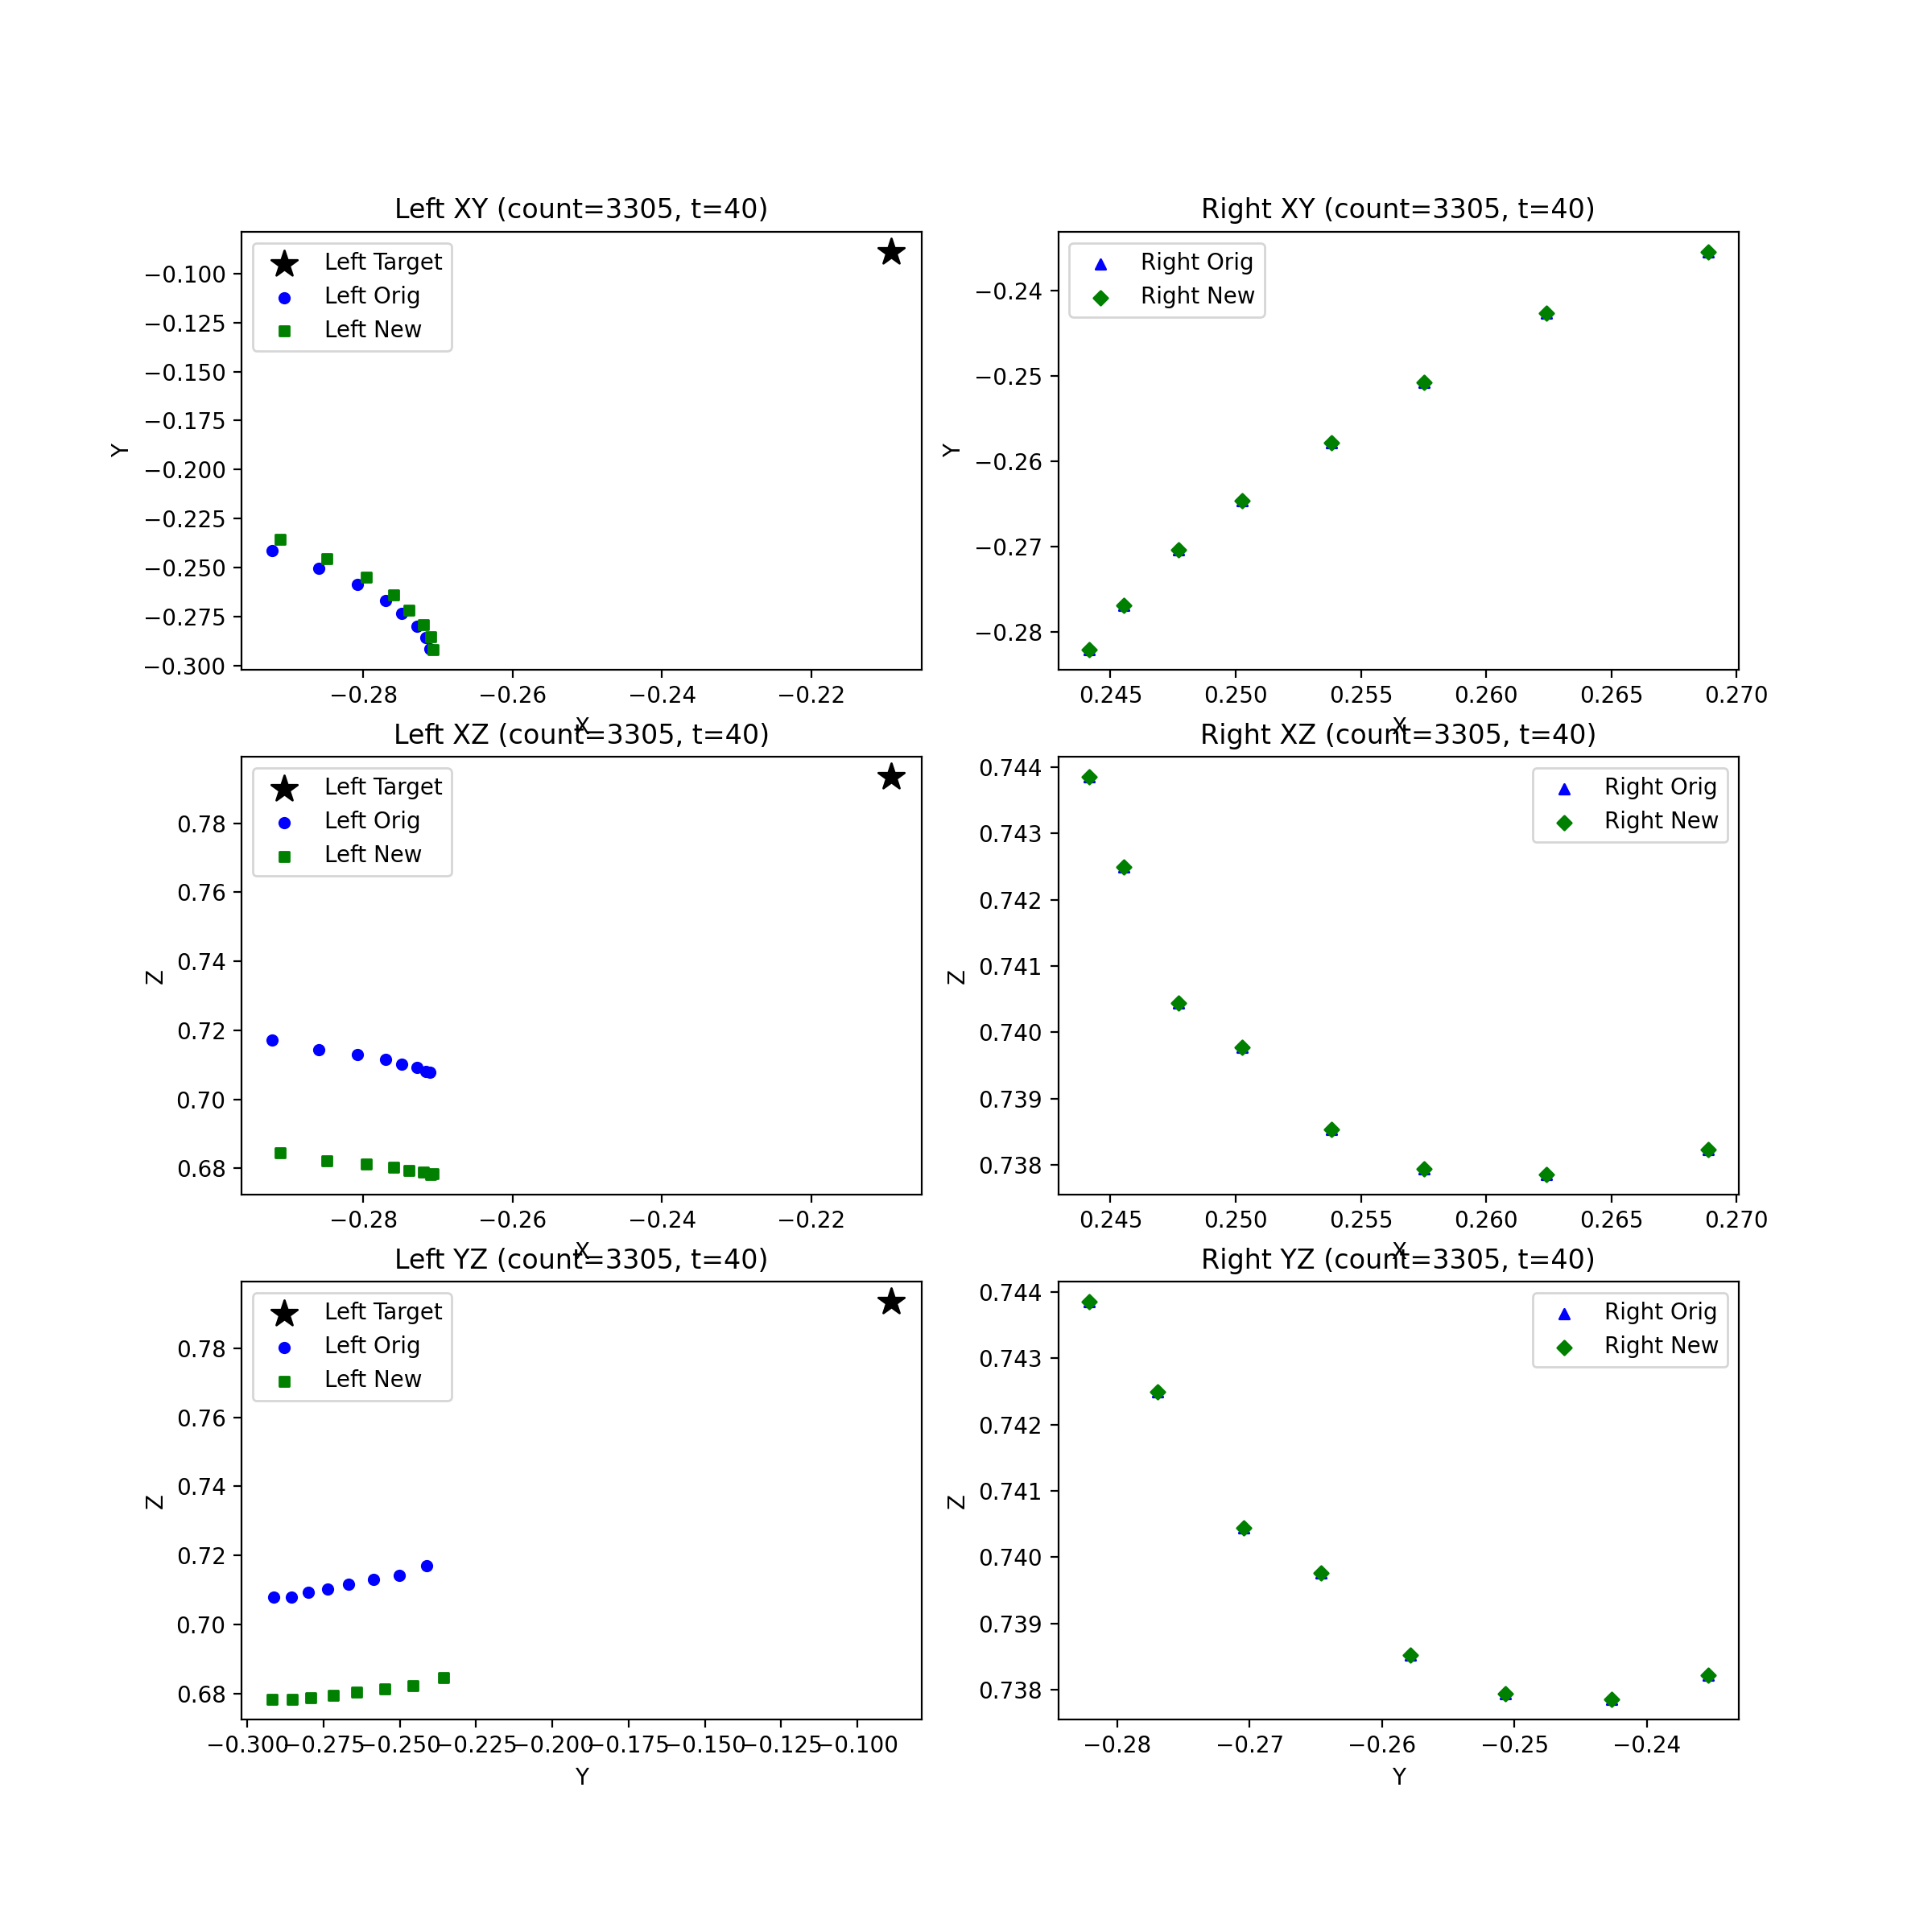 Left XY (count=3305, t=40)
Left Target
Left Orig
Left New
−0.100
−0.125
−0.150
−0.175
−0.200
−0.225
−0.250
−0.275
−0.300
Y
−0.28 −0.26 −0.24 −0.22
X
Right XY (count=3305, t=40)
Right Orig
Right New
−0.24
−0.25
−0.26
−0.27
−0.28
Y
0.245 0.250 0.255 0.260 0.265 0.270
X
Left XZ (count=3305, t=40)
Left Target
Left Orig
Left New
0.78
0.76
0.74
0.72
0.70
0.68
Z
−0.28 −0.26 −0.24 −0.22
X
Right XZ (count=3305, t=40)
Right Orig
Right New
0.744
0.743
0.742
0.741
0.740
0.739
0.738
Z
0.245 0.250 0.255 0.260 0.265 0.270
X
Left YZ (count=3305, t=40)
Left Target
Left Orig
Left New
0.78
0.76
0.74
0.72
0.70
0.68
Z
−0.300 −0.275 −0.250 −0.225 −0.200 −0.175 −0.150 −0.125 −0.100
Y
Right YZ (count=3305, t=40)
Right Orig
Right New
0.744
0.743
0.742
0.741
0.740
0.739
0.738
Z
−0.28 −0.27 −0.26 −0.25 −0.24
Y